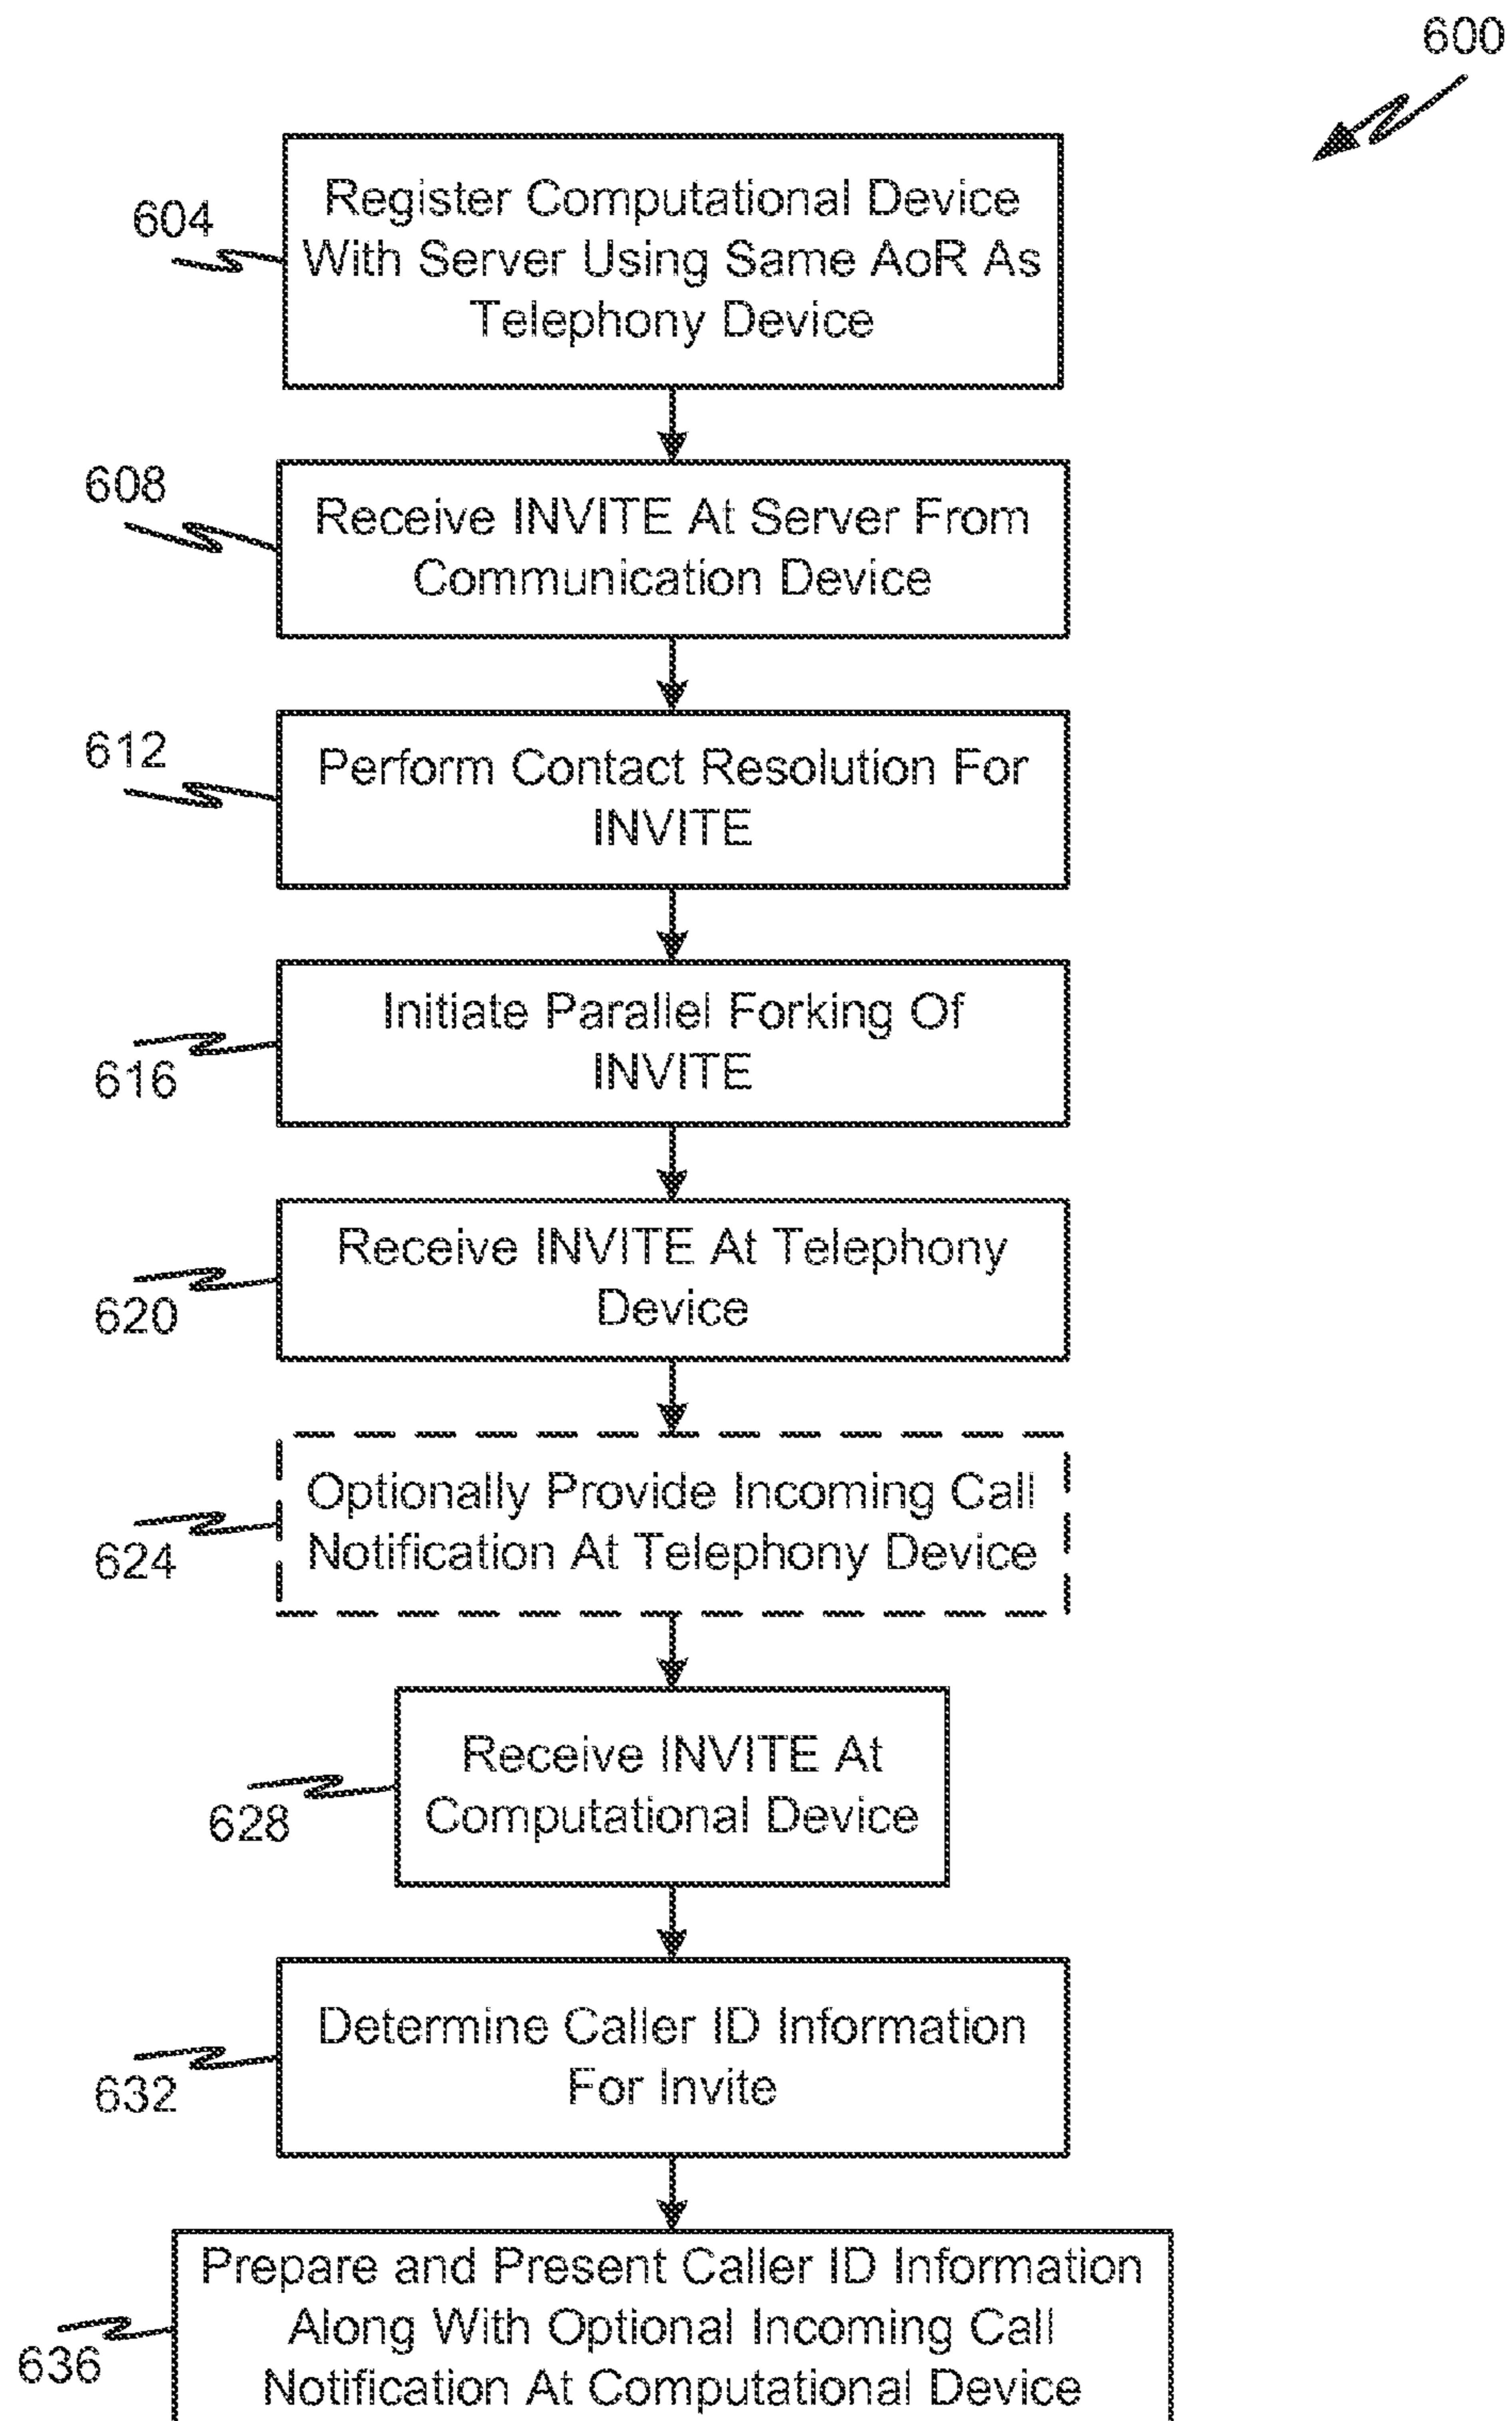 600
604
Register Computational Device
With Server Using Same AoR As
Telephony Device
608
Receive INVITE At Server From
Communication Device
612
Perform Contact Resolution For
INVITE
Initiate Parallel Forking Of
INVITE
616
Receive INVITE At Telephony
Device
620
Optionally Provide Incoming Call
Notification At Telephony Device
624
Receive INVITE At
Computational Device
628
Determine Caller ID Information
For Invite
632
Prepare and Present Caller ID Information
Along With Optional Incoming Call
Notification At Computational Device
636